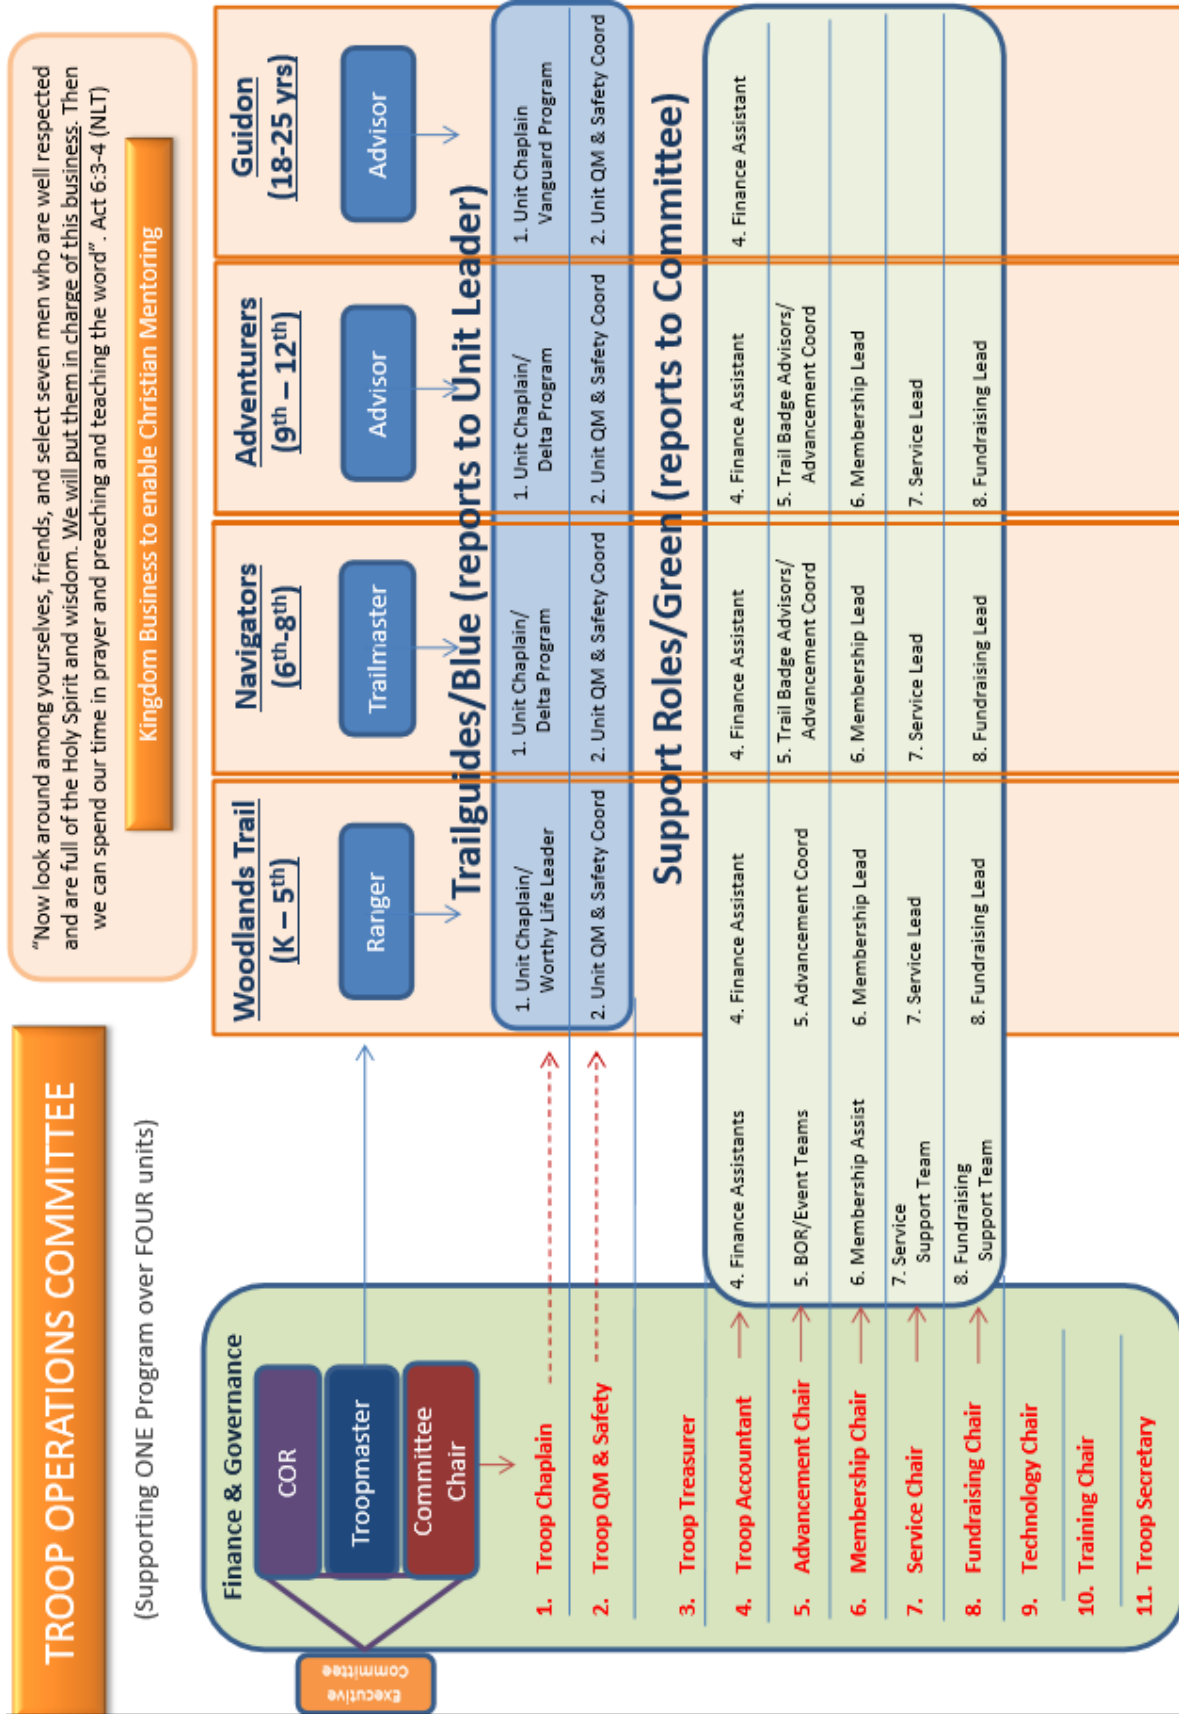 TROOP OPERATIONS COMMITTEE
(Supporting ONE Program over FOUR units)
“Now look around among yourselves, friends, and select seven men who are well respected
and are full of the Holy Spirit and wisdom. We will put them in charge of this business. Then
we can spend our time in prayer and preaching and teaching the word”. Act 6:3-4 (NLT)
Kingdom Business to enable Christian Mentoring
Executive
Committee
Finance & Governance
COR
Troopmaster
Committee
Chair
1. Troop Chaplain
2. Troop QM & Safety
3. Troop Treasurer
4. Troop Accountant
5. Advancement Chair
6. Membership Chair
7. Service Chair
8. Fundraising Chair
9. Technology Chair
10. Training Chair
11. Troop Secretary
4. Finance Assistants
5. BOR/Event Teams
6. Membership Assist
7. Service
Support Team
8. Fundraising
Support Team
Woodlands Trail
(K – 5th)
Ranger
Navigators
(6th-8th)
Trailmaster
Adventurers
(9th – 12th)
Advisor
Guidon
(18-25 yrs)
Advisor
Trailguides/Blue (reports to Unit Leader)
1. Unit Chaplain/
Worthy Life Leader
2. Unit QM & Safety Coord
1. Unit Chaplain/
Delta Program
2. Unit QM & Safety Coord
1. Unit Chaplain/
Delta Program
2. Unit QM & Safety Coord
1. Unit Chaplain
Vanguard Program
2. Unit QM & Safety Coord
Support Roles/Green (reports to Committee)
4. Finance Assistant
5. Advancement Coord
6. Membership Lead
7. Service Lead
8. Fundraising Lead
4. Finance Assistant
5. Trail Badge Advisors/
Advancement Coord
6. Membership Lead
7. Service Lead
8. Fundraising Lead
4. Finance Assistant
5. Trail Badge Advisors/
Advancement Coord
6. Membership Lead
7. Service Lead
8. Fundraising Lead
4. Finance Assistant